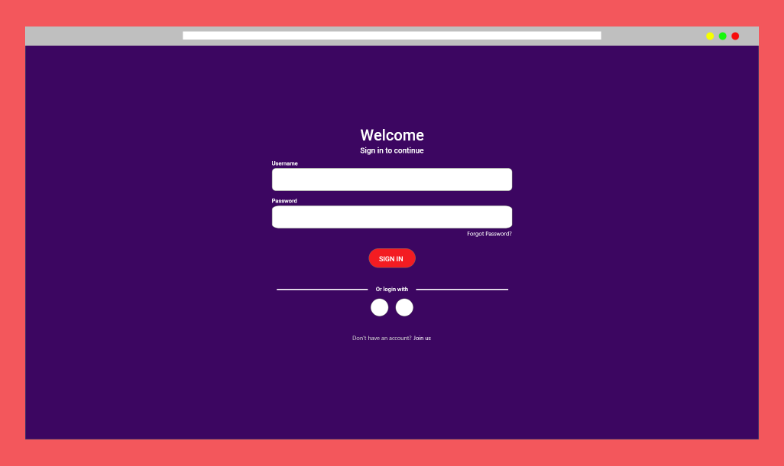 Welcome
Sign in to continue
Username
Password
Forgot Password?
SIGN IN
Or login with
Don't have an account? Join us